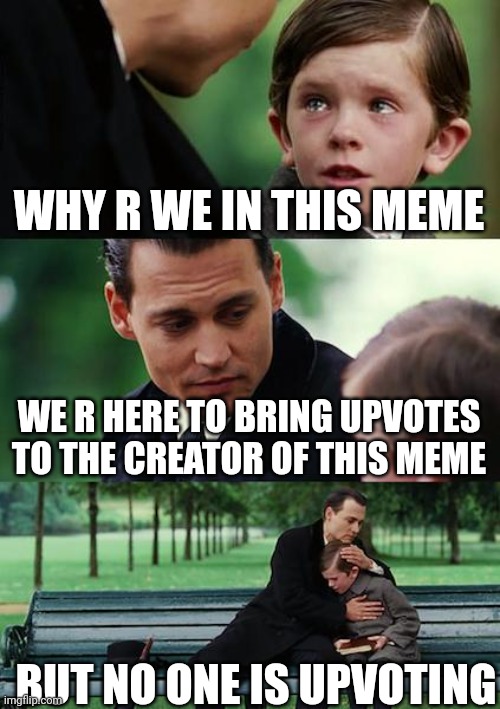 WHY R WE IN THIS MEME
WE R HERE TO BRING UPVOTES
TO THE CREATOR OF THIS MEME
BUT NO ONE IS UPVOTING
imgflip.com